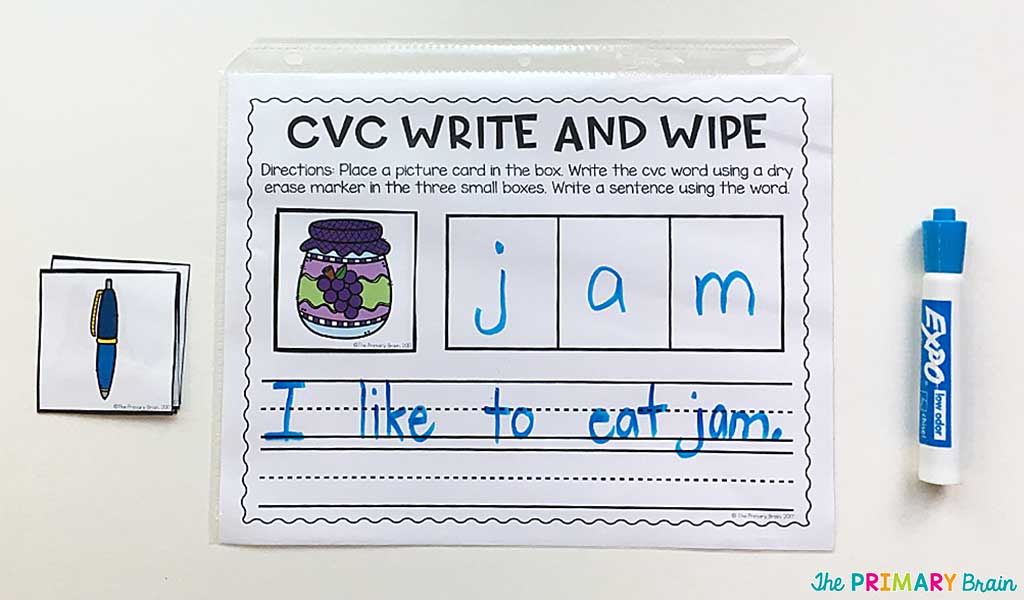 CVC WRITE AND WIPE
Directions: Place a picture card in the box. Write the cvc word using a dry
erase marker in the three small boxes. Write a sentence using the word.
©The Primary Brain, 2017
j a m
I like to eat jam.
©The Primary Brain, 2017
©The Primary Brain, 2017
EXPO
low odor
The PRIMARY Brain